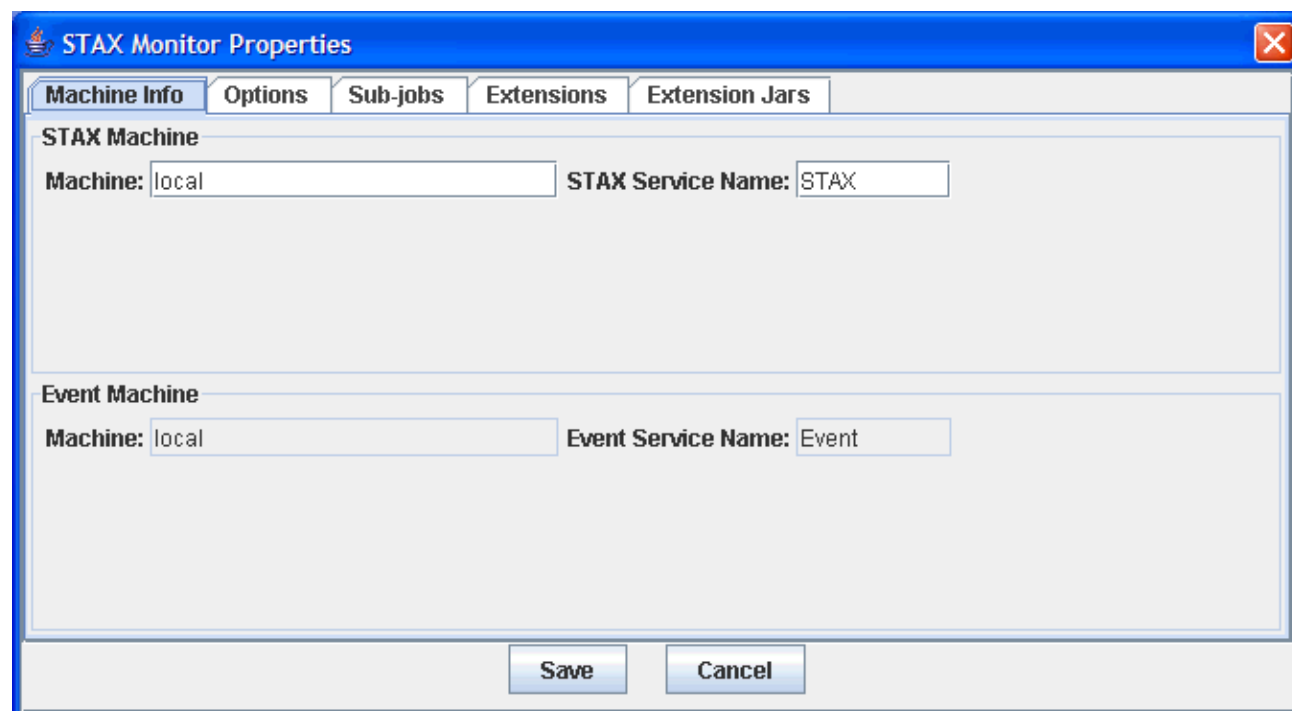 STAX Monitor Properties
Machine Info Options Sub-jobs Extensions Extension Jars
STAX Machine
Machine: local STAX Service Name: STAX
Event Machine
Machine: local Event Service Name: Event
Save Cancel